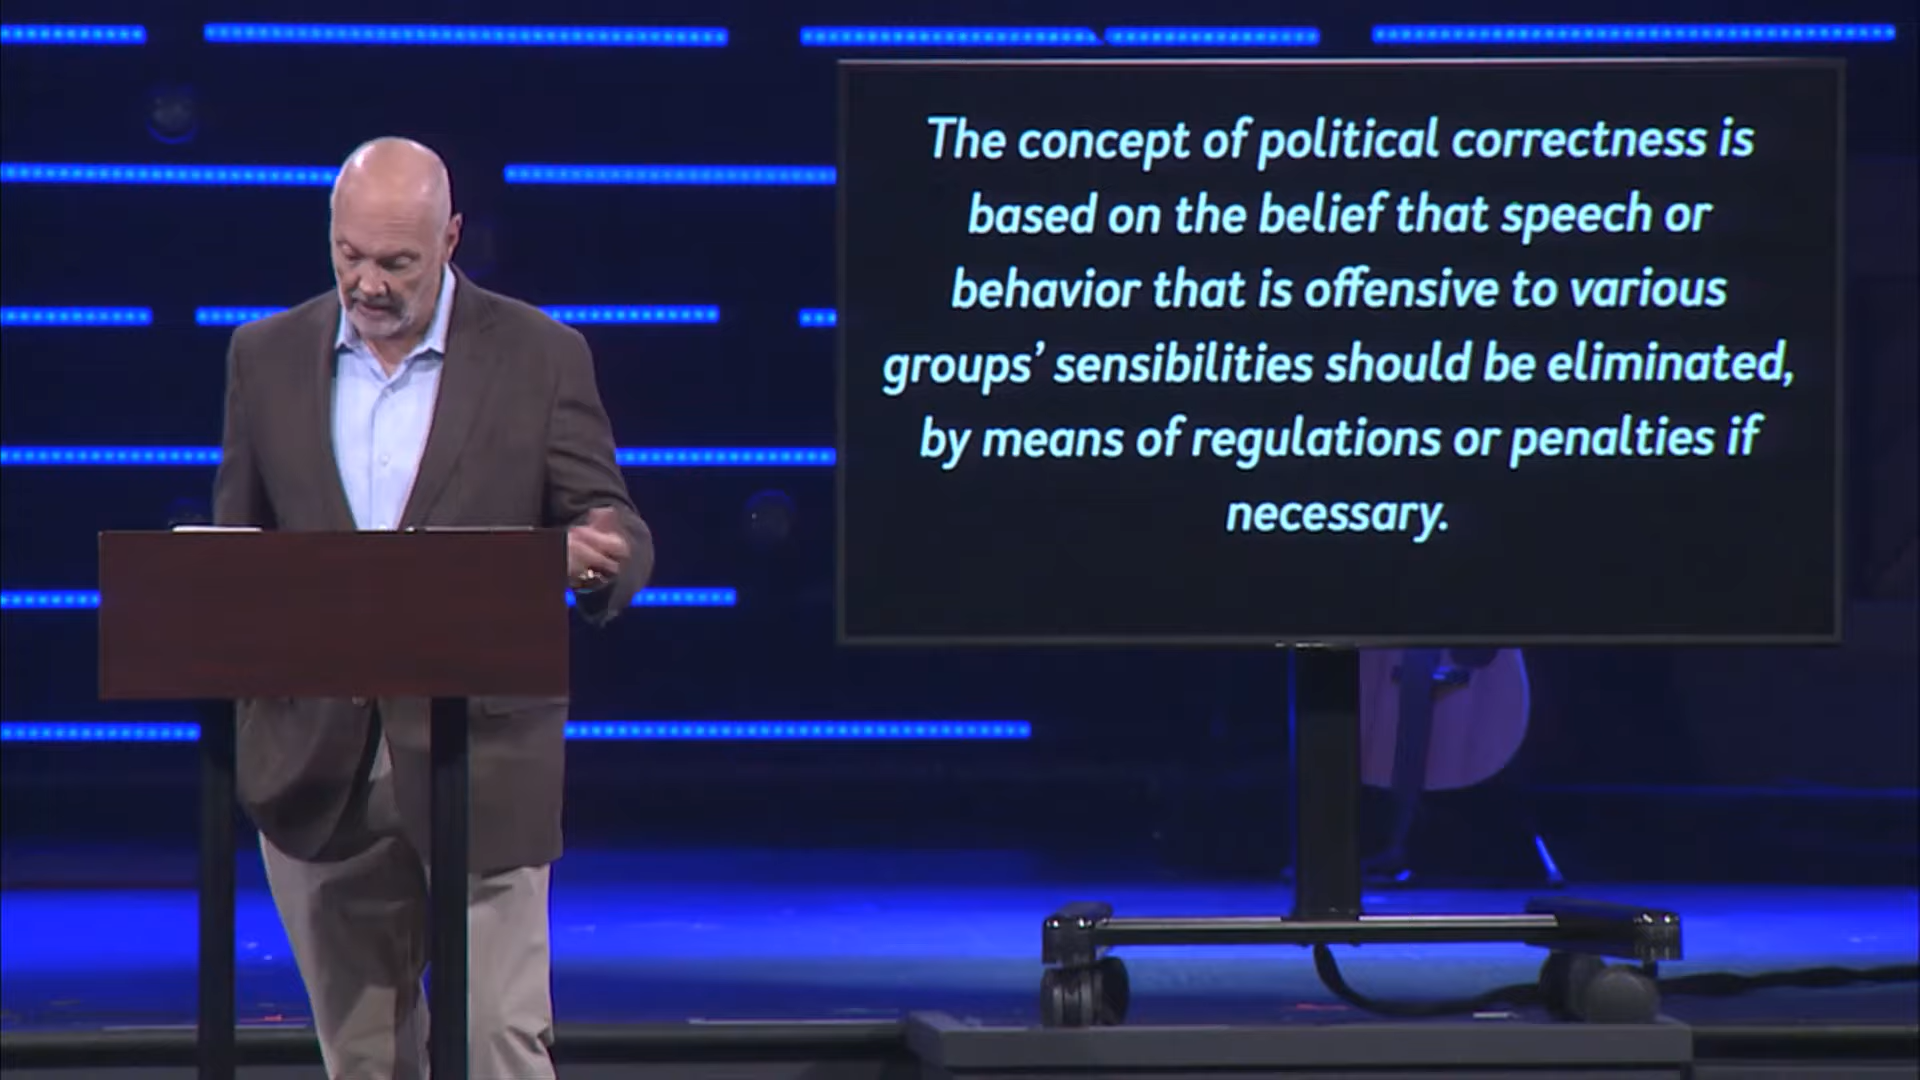 The concept of political correctness is
based on the belief that speech or
behavior that is offensive to various
groups’ sensibilities should be eliminated,
by means of regulations or penalties if
necessary.